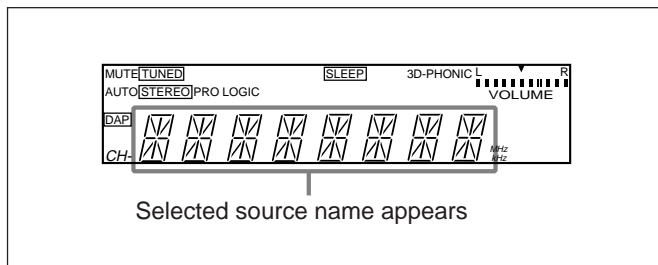 MUTE TUNED SLEEP 3D-PHONIC L R
AUTO STEREO PRO LOGIC VOLUME
DAP
CH- MHz
kHz
Selected source name appears